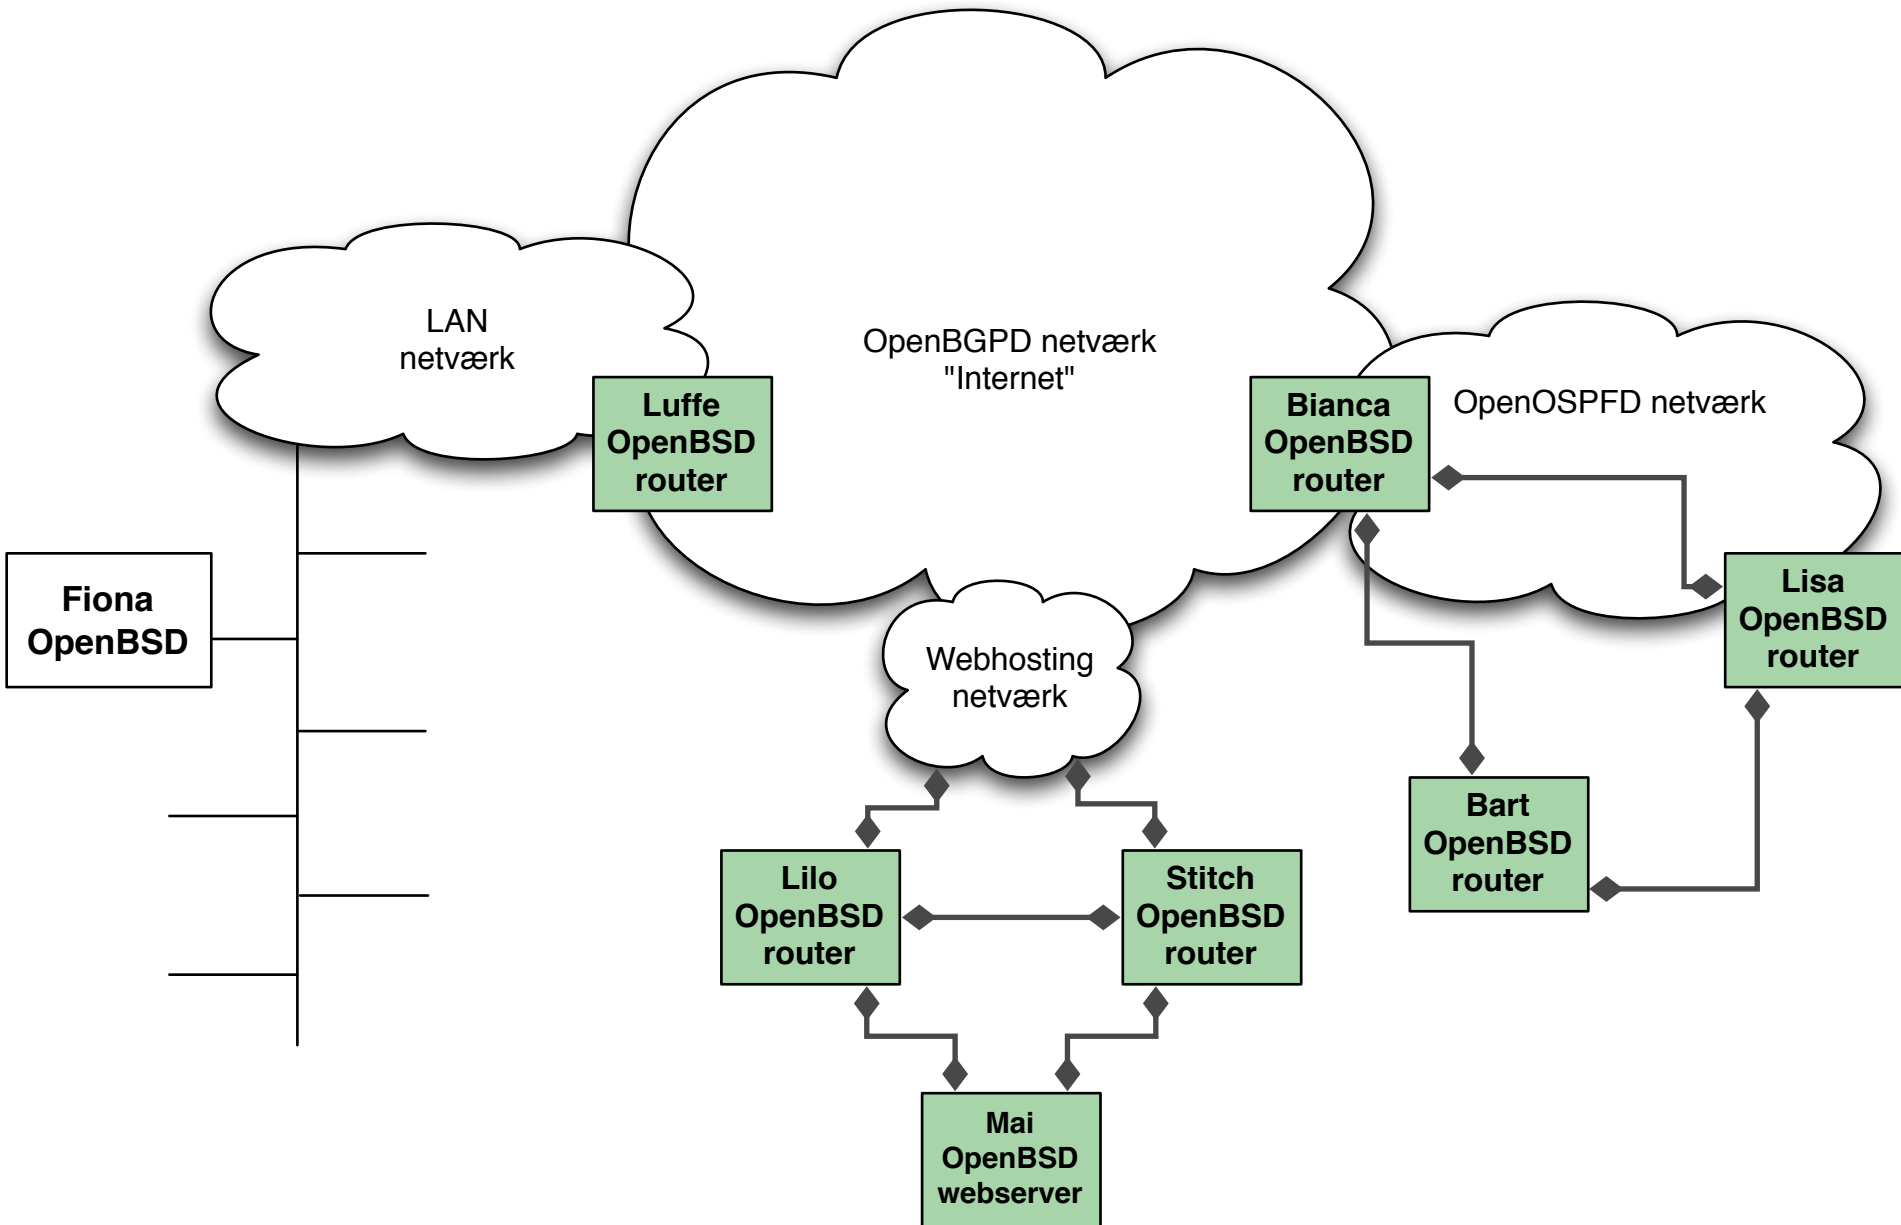 LAN
netværk
OpenBGPD netværk
"Internet"
Luffe
OpenBSD
router
Bianca
OpenBSD
router
OpenOSPFD netværk
Fiona
OpenBSD
Lisa
OpenBSD
router
Webhosting
netværk
Bart
OpenBSD
router
Lilo
OpenBSD
router
Stitch
OpenBSD
router
Mai
OpenBSD
webserver